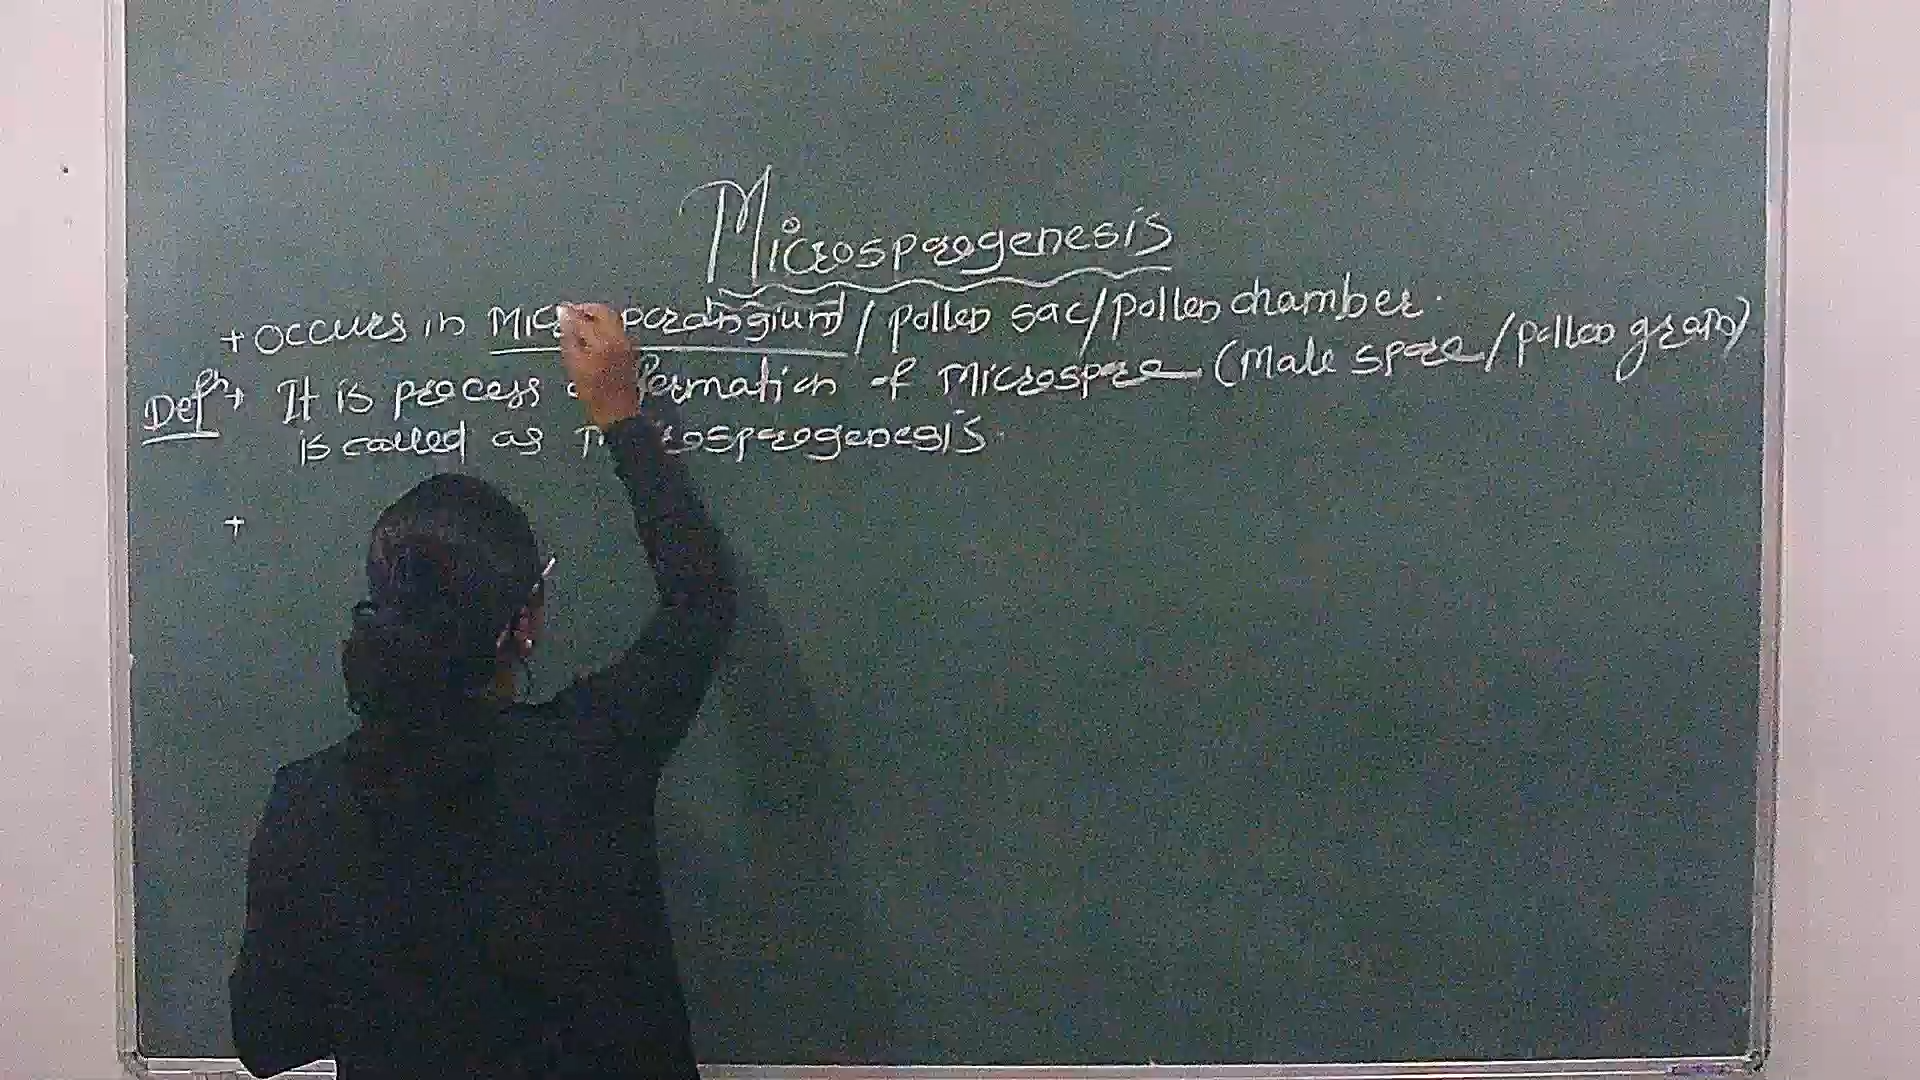 Microsporogenesis
+ Occurs in Microsporangium / pollen sac / pollen chamber.
Defn + It is process of formation of Microspore (Male spore / pollen grain)
is called as Microsporogenesis.
+